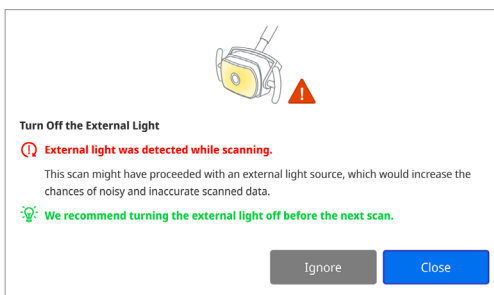 Turn Off the External Light
External light was detected while scanning.
This scan might have proceeded with an external light source, which would increase the
chances of noisy and inaccurate scanned data.
We recommend turning the external light off before the next scan.
Ignore
Close